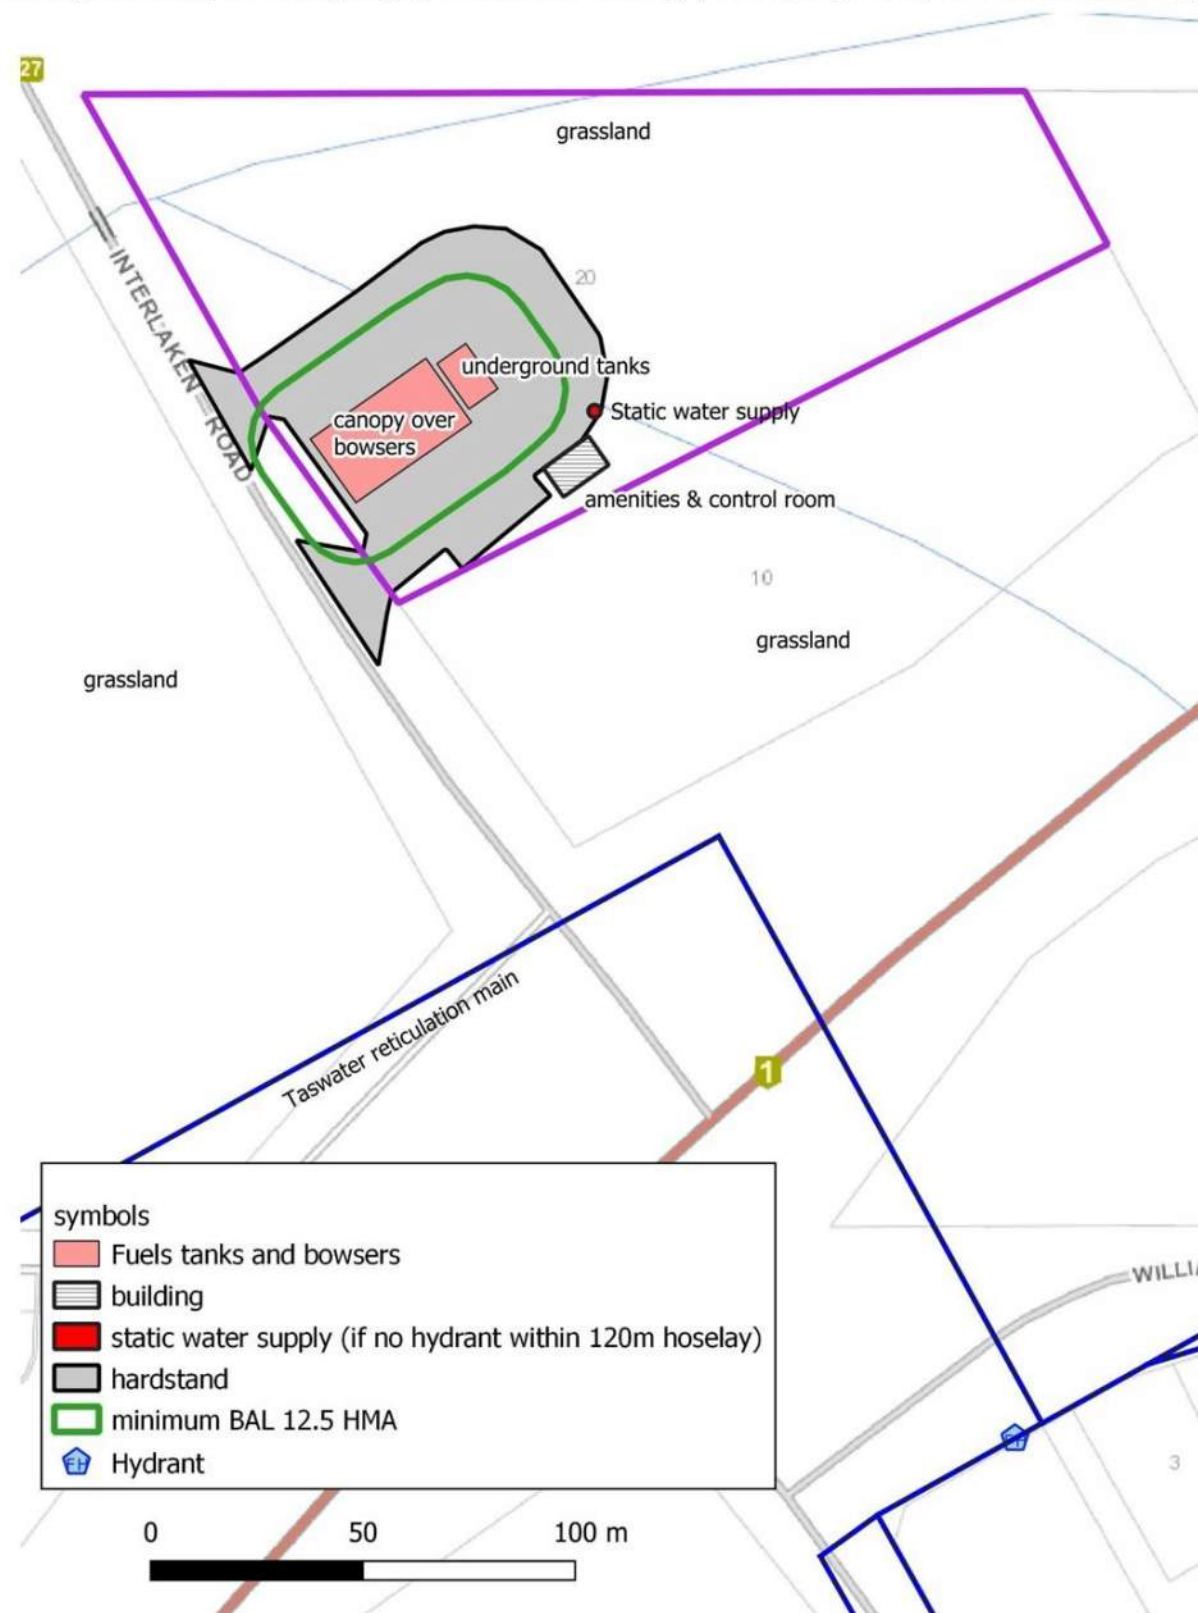 27
grassland
INTERLAKEN ROAD
20
underground tanks
canopy over
bowsers
Static water supply
amenities & control room
10
grassland
grassland
Taswater reticulation main
1
symbols
Fuels tanks and bowsers
building
static water supply (if no hydrant within 120m hoselay)
hardstand
minimum BAL 12.5 HMA
FH Hydrant
WILLI
FH
3
0 50 100 m